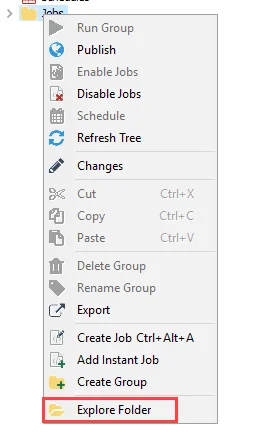 Jobs
Run Group
Publish
Enable Jobs
Disable Jobs
Schedule
Refresh Tree
Changes
Cut Ctrl+X
Copy Ctrl+C
Paste Ctrl+V
Delete Group
Rename Group
Export
Create Job Ctrl+Alt+A
Add Instant Job
Create Group
Explore Folder